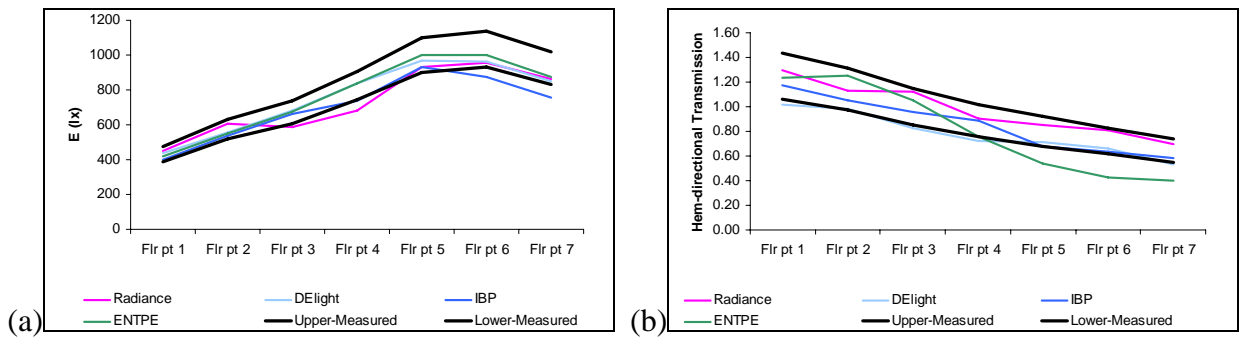 1200
1000
800
600
400
200
0
E (lx)
Flr pt 1 Flr pt 2 Flr pt 3 Flr pt 4 Flr pt 5 Flr pt 6 Flr pt 7
Radiance DElight IBP
ENTPE Upper-Measured Lower-Measured
(a)
1.60
1.40
1.20
1.00
0.80
0.60
0.40
0.20
0.00
Hem-directional Transmission
Flr pt 1 Flr pt 2 Flr pt 3 Flr pt 4 Flr pt 5 Flr pt 6 Flr pt 7
Radiance DElight IBP
ENTPE Upper-Measured Lower-Measured
(b)